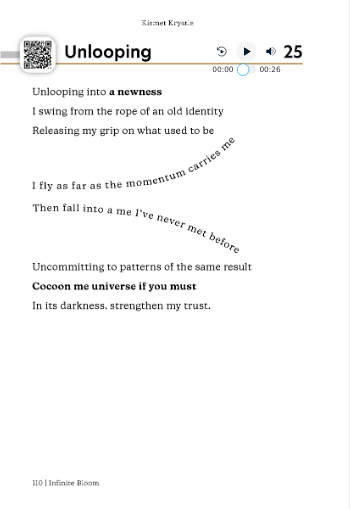 Kismet Krystle
Unlooping
25
00:00 00:26
Unlooping into a newness
I swing from the rope of an old identity
Releasing my grip on what used to be
I fly as far as the momentum carries me
Then fall into a me I've never met before
Uncommitting to patterns of the same result
Cocoon me universe if you must
In its darkness, strengthen my trust.
110 | Infinite Bloom